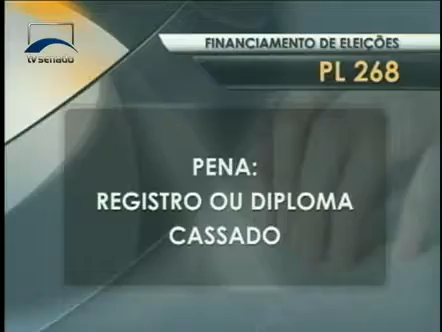 tv senado
FINANCIAMENTO DE ELEIÇÕES
PL 268
PENA:
REGISTRO OU DIPLOMA
CASSADO